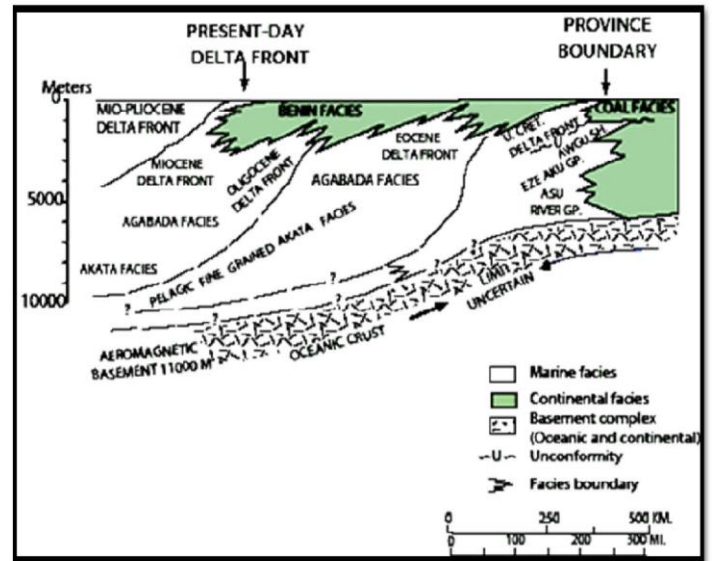 PRESENT-DAY
DELTA FRONT
PROVINCE
BOUNDARY
Meters
0
5000
10000
MIO-PLIOCENE
DELTA FRONT
BENIN FACIES
COAL FACIES
MIOCENE
DELTA FRONT
OLIGOCENE
DELTA FRONT
EOCENE
DELTA FRONT
U. CRET.
DELTA FRONT
U
AWGU SH.
EZE AKU GP.
ASU
RIVER GP.
AGABADA FACIES
AGABADA FACIES
AKATA FACIES
PELAGIC FINE GRAINED AKATA FACIES
?
?
?
?
?
LIMIT
UNCERTAIN
AEROMAGNETIC
BASEMENT 11000 M
OCEANIC CRUST
Marine facies
Continental facies
Basement complex
(Oceanic and continental)
-U- Unconformity
Facies boundary
0 250 500 KM.
0 100 200 300 MI.